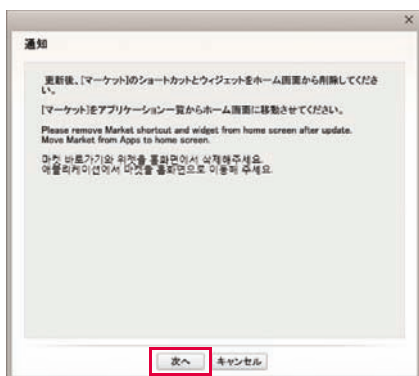 通知
更新後、[マーケット]のショートカットとウィジェットをホーム画面から削除してくださ
い。
[マーケット]をアプリケーション一覧からホーム画面に移動させてください。
Please remove Market shortcut and widget from home screen after update.
Move Market from Apps to home screen.
마켓 바로가기와 위젯을 홈화면에서 삭제해주세요.
애플리케이션에서 마켓을 홈화면으로 이동해 주세요.
次へ キャンセル